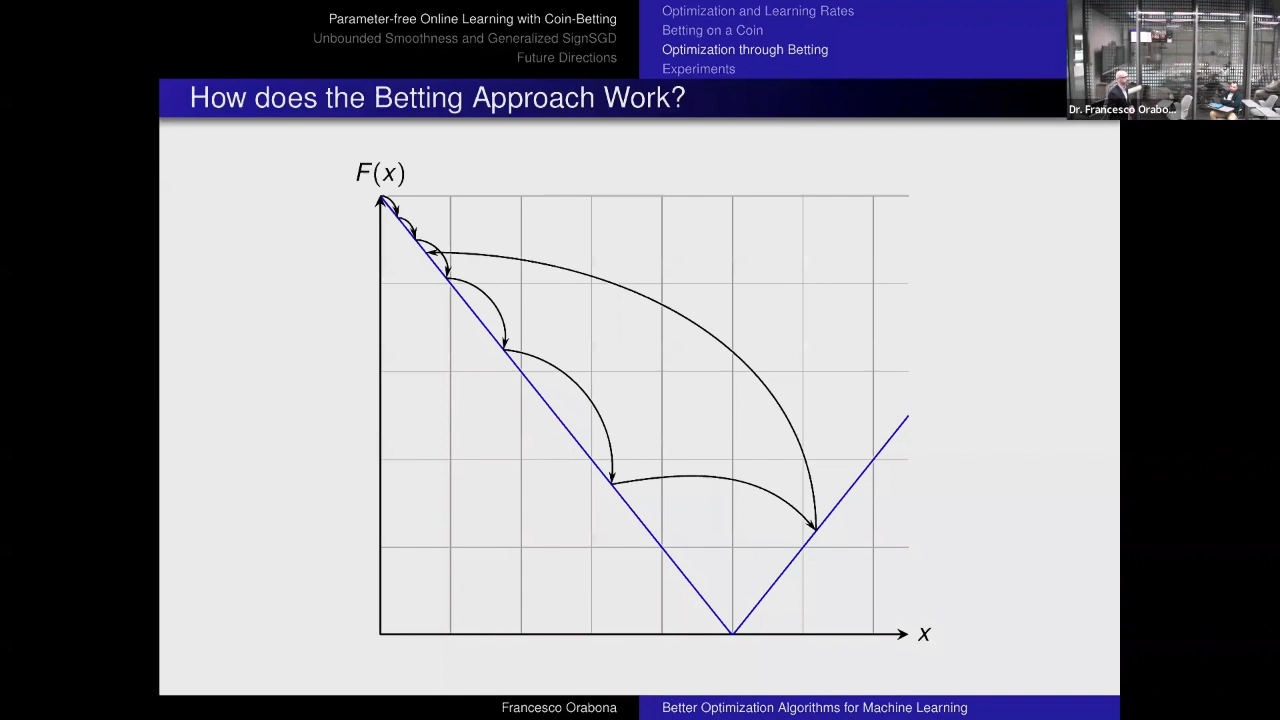 Parameter-free Online Learning with Coin-Betting
Unbounded Smoothness and Generalized SignSGD
Future Directions
Optimization and Learning Rates
Betting on a Coin
Optimization through Betting
Experiments
Dr. Francesco Orabo...
How does the Betting Approach Work?
F(x)
x
Francesco Orabona
Better Optimization Algorithms for Machine Learning